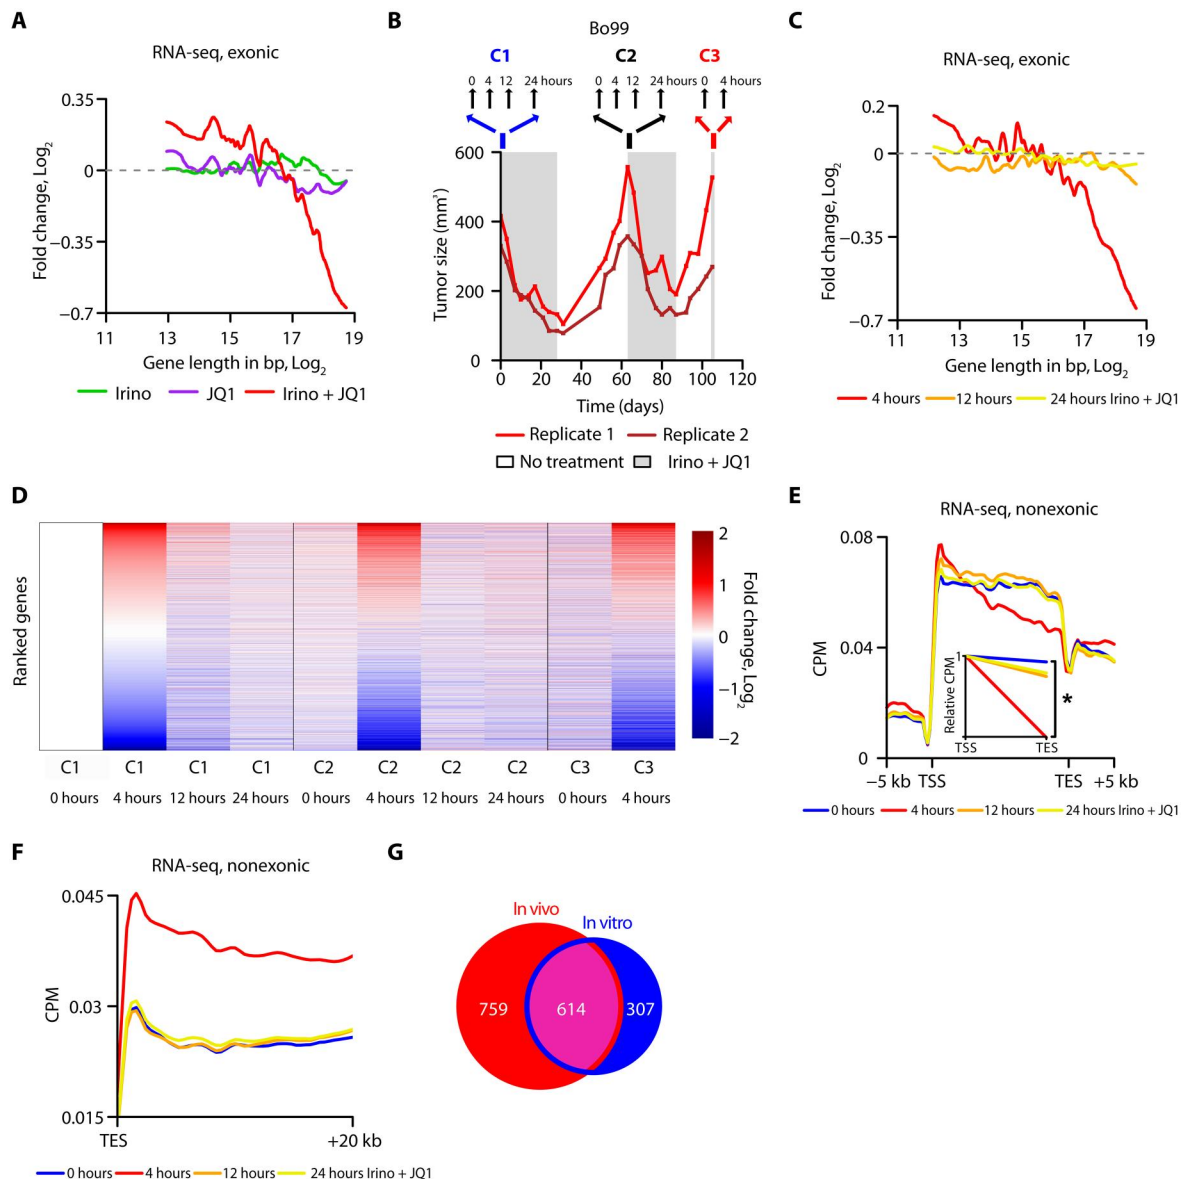 A
RNA-seq, exonic
0.35
0
−0.35
−0.7
Fold change, Log2
11 13 15 17 19
Gene length in bp, Log2
Irino JQ1 Irino + JQ1
B
Bo99
C1 C2 C3
0 4 12 24 hours 0 4 12 24 hours 0 4 hours
600
400
200
0
Tumor size (mm³)
0 20 40 60 80 100 120
Time (days)
Replicate 1 Replicate 2
No treatment Irino + JQ1
C
RNA-seq, exonic
0.2
0
−0.35
−0.7
Fold change, Log2
11 13 15 17 19
Gene length in bp, Log2
4 hours 12 hours 24 hours Irino + JQ1
D
Ranked genes
2
1
0
−1
−2
Fold change, Log2
C1 C1 C1 C1 C2 C2 C2 C2 C3 C3
0 hours 4 hours 12 hours 24 hours 0 hours 4 hours 12 hours 24 hours 0 hours 4 hours
E
RNA-seq, nonexonic
0.08
0.04
0
CPM
1
Relative CPM
TSS TES
*
−5 kb TSS TES +5 kb
0 hours 4 hours 12 hours 24 hours Irino + JQ1
F
RNA-seq, nonexonic
0.045
0.03
0.015
CPM
TES +20 kb
0 hours 4 hours 12 hours 24 hours Irino + JQ1
G
In vivo
In vitro
759 614 307